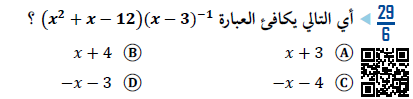 29/6 أي التالي يكافئ العبارة (x² + x − 12)(x − 3)⁻¹ ؟
x + 3 Ⓐ x + 4 Ⓑ
−x − 4 Ⓒ −x − 3 Ⓓ